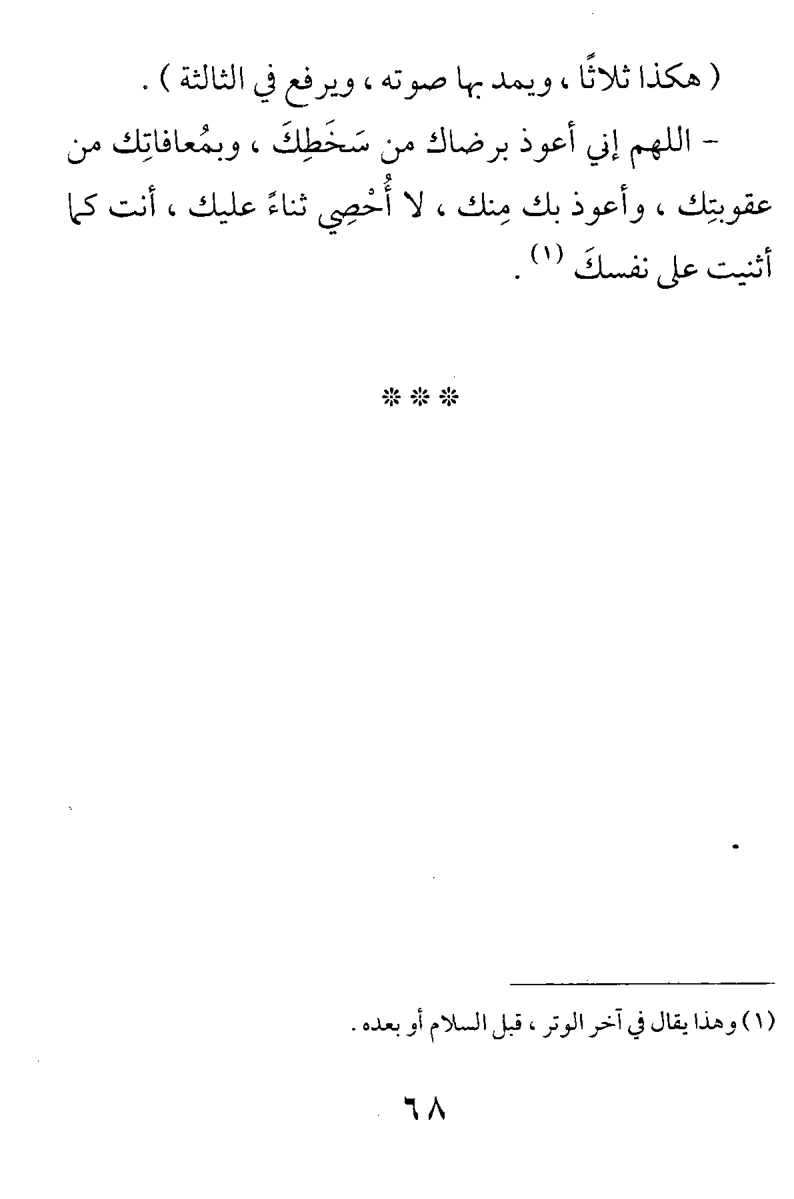 ( هكذا ثلاثًا ، ويمد بها صوته ، ويرفع في الثالثة ) .
- اللهم إني أعوذ برضاك من سَخَطِكَ ، وبمُعافاتِك من
عقوبتِك ، وأعوذ بك مِنك ، لا أُحْصِي ثناءً عليك ، أنت كما
أثنيت على نفسكَ (١) .
❊ ❊ ❊
(١) وهذا يقال في آخر الوتر ، قبل السلام أو بعده .
٦٨